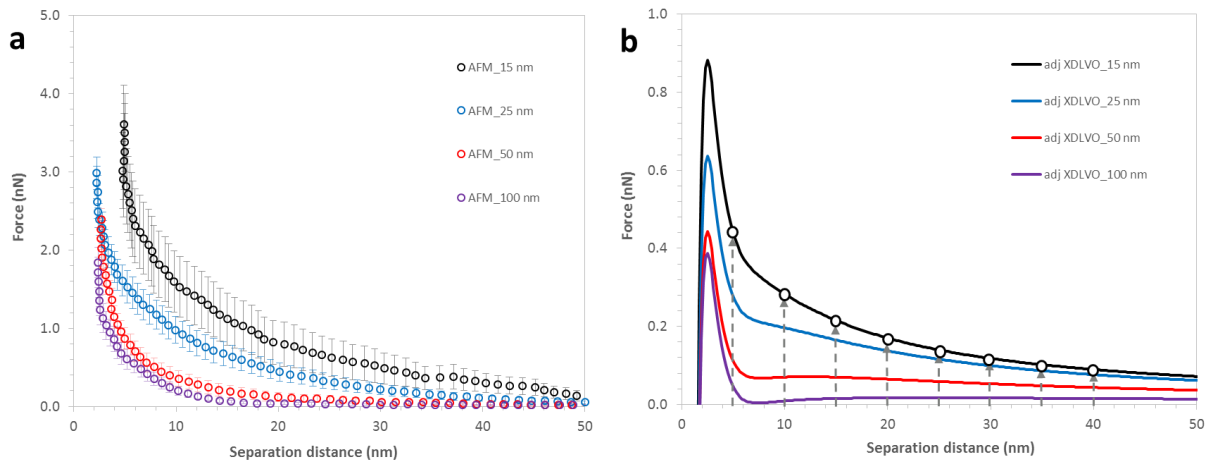 a
5.0
4.0
3.0
2.0
1.0
0.0
Force (nN)
AFM_15 nm
AFM_25 nm
AFM_50 nm
AFM_100 nm
0
10
20
30
40
50
Separation distance (nm)
b
1.0
0.8
0.6
0.4
0.2
0.0
Force (nN)
adj XDLVO_15 nm
adj XDLVO_25 nm
adj XDLVO_50 nm
adj XDLVO_100 nm
0
10
20
30
40
50
Separation distance (nm)